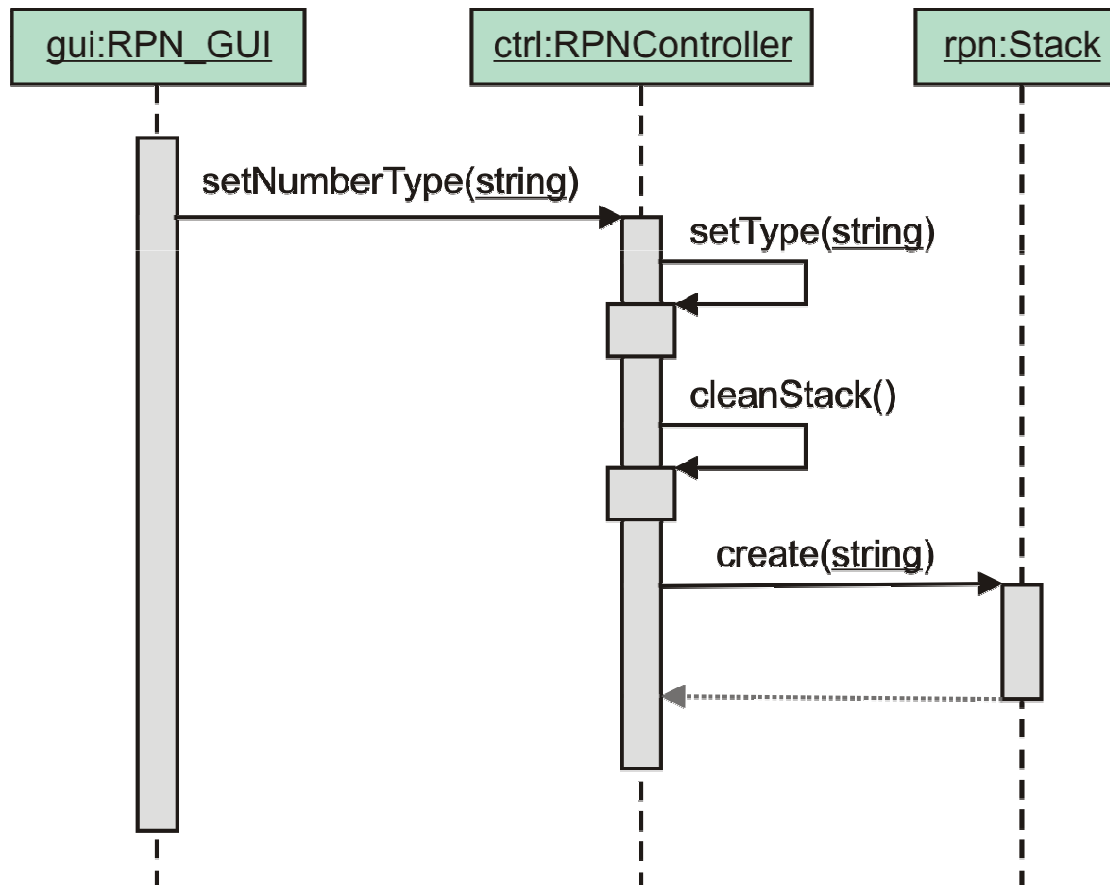 gui:RPN_GUI
ctrl:RPNController
rpn:Stack
setNumberType(string)
setType(string)
cleanStack()
create(string)